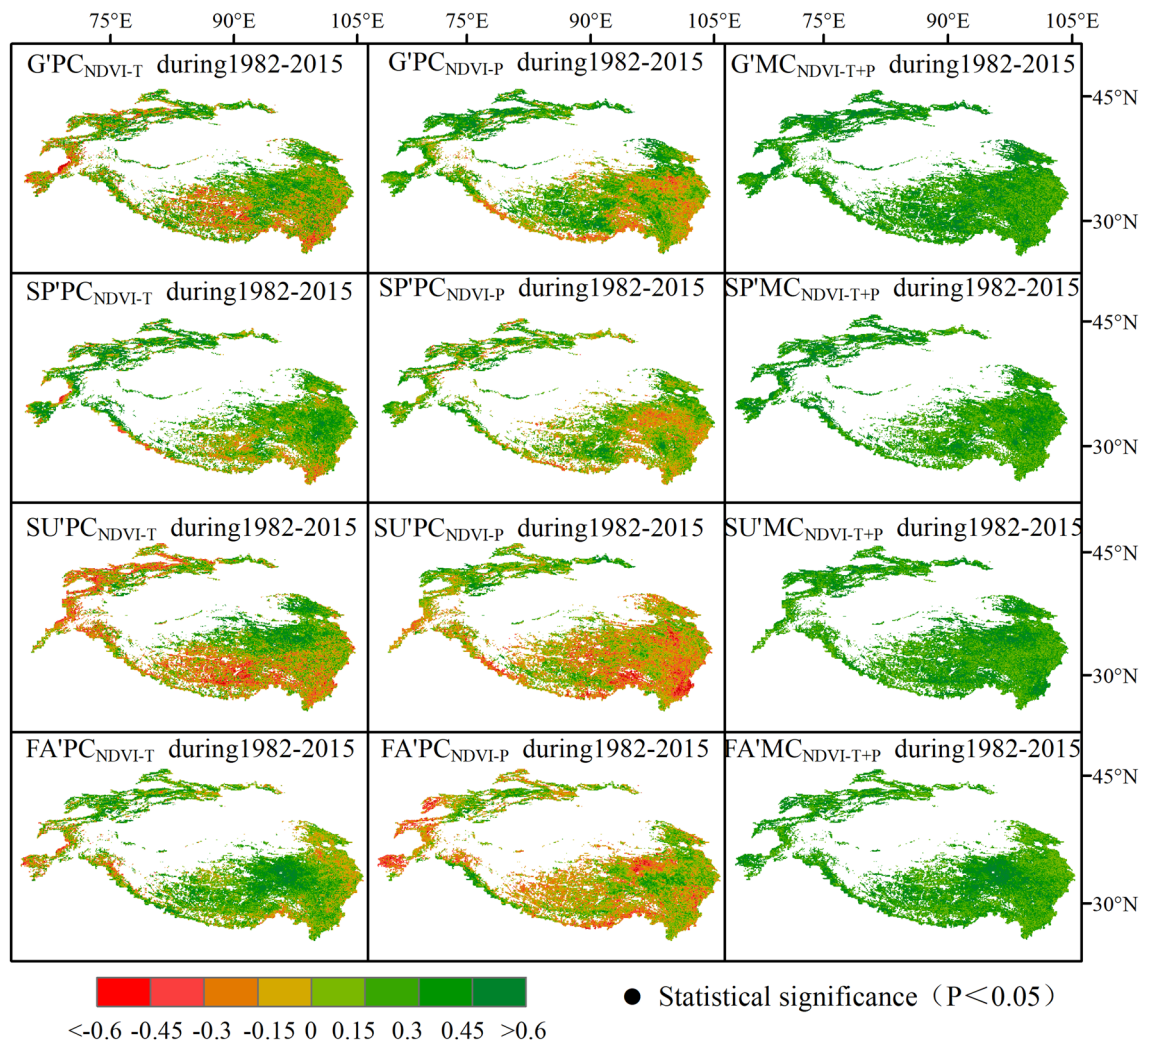 75°E 90°E 105°E 75°E 90°E 105°E 75°E 90°E 105°E
G'PCNDVI-T during1982-2015 G'PCNDVI-P during1982-2015 G'MCNDVI-T+P during1982-2015
45°N
30°N
SP'PCNDVI-T during1982-2015 SP'PCNDVI-P during1982-2015 SP'MCNDVI-T+P during1982-2015
45°N
30°N
SU'PCNDVI-T during1982-2015 SU'PCNDVI-P during1982-2015 SU'MCNDVI-T+P during1982-2015
45°N
30°N
FA'PCNDVI-T during1982-2015 FA'PCNDVI-P during1982-2015 FA'MCNDVI-T+P during1982-2015
45°N
30°N
Statistical significance（P＜0.05）
<-0.6 -0.45 -0.3 -0.15 0 0.15 0.3 0.45 >0.6